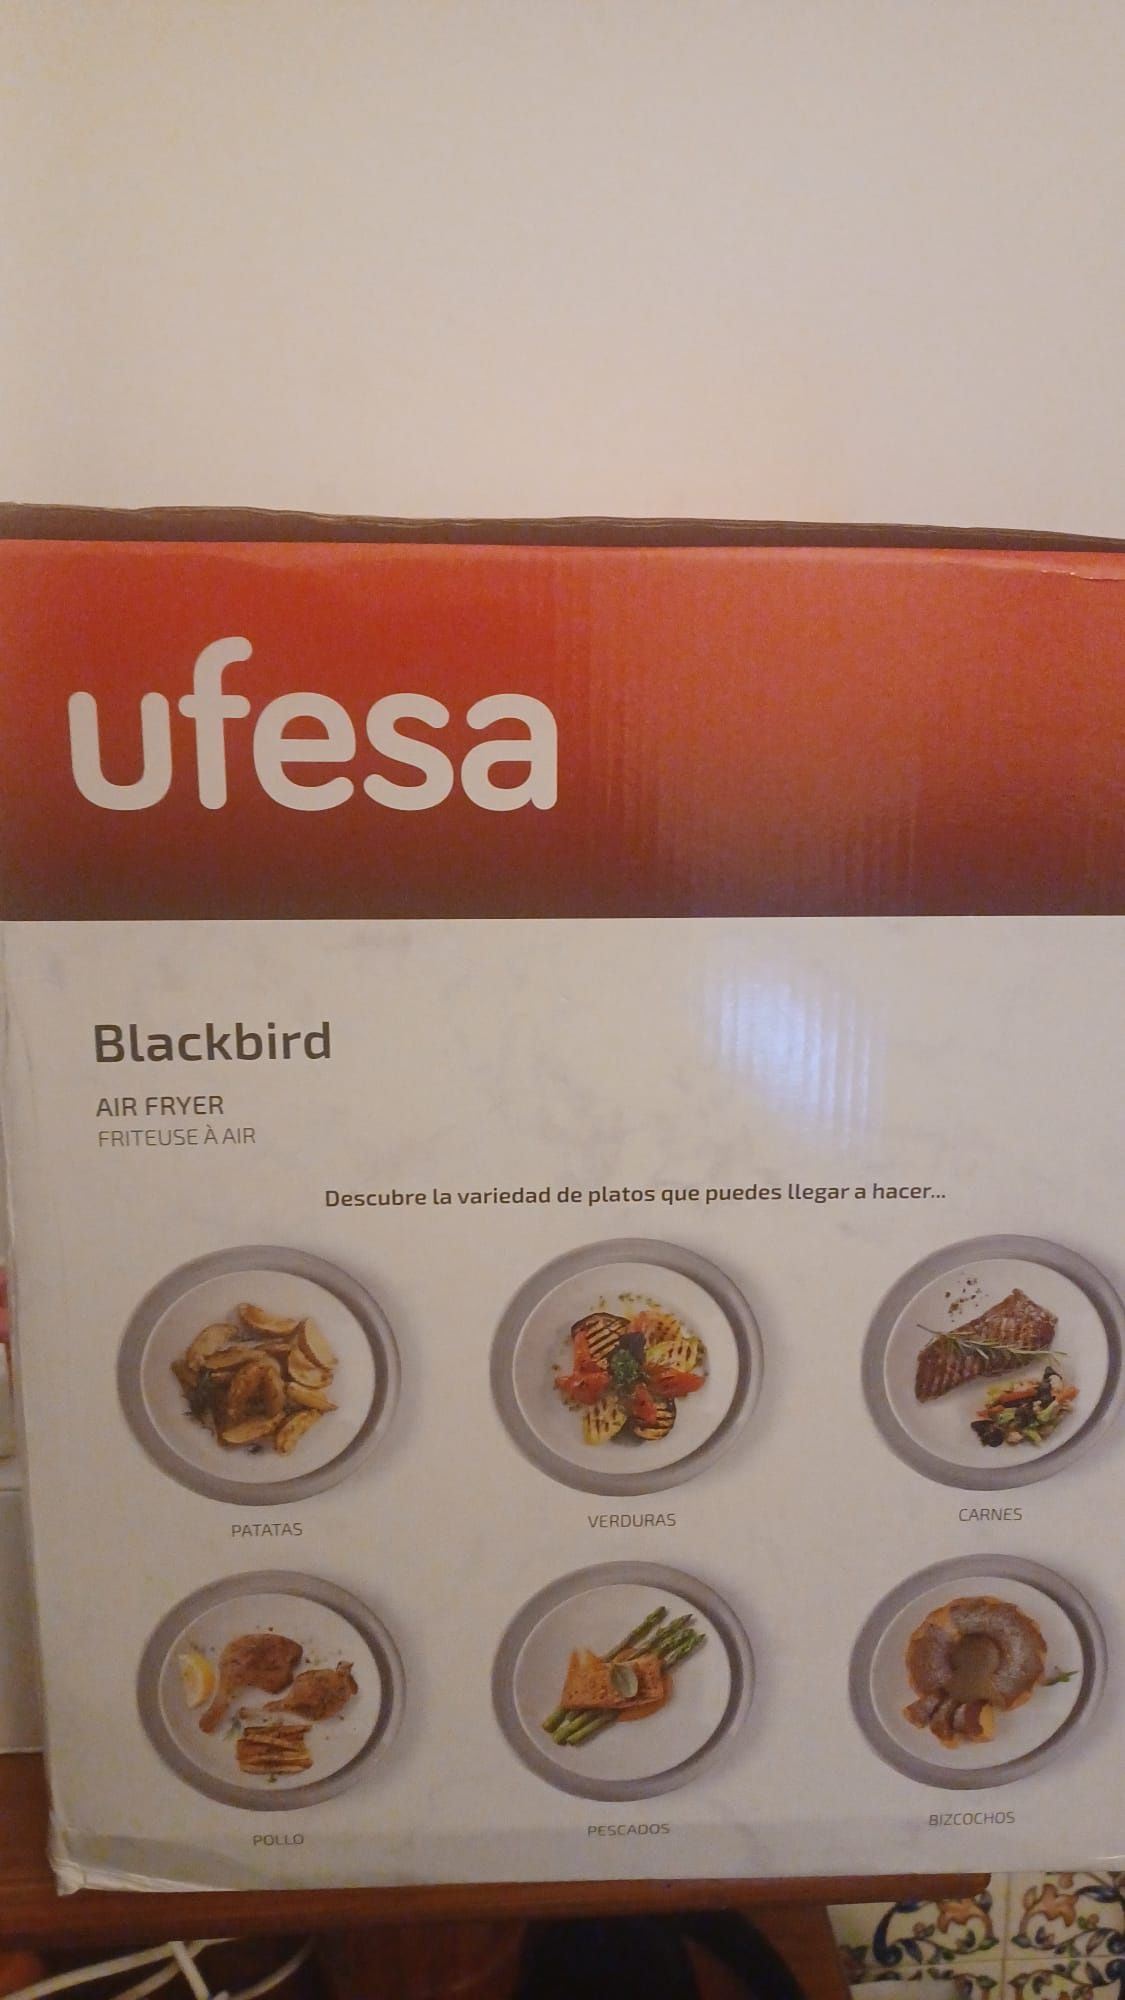 ufesa
Blackbird
AIR FRYER
FRITEUSE À AIR
Descubre la variedad de platos que puedes llegar a hacer...
PATATAS
VERDURAS
CARNES
POLLO
PESCADOS
BIZCOCHOS